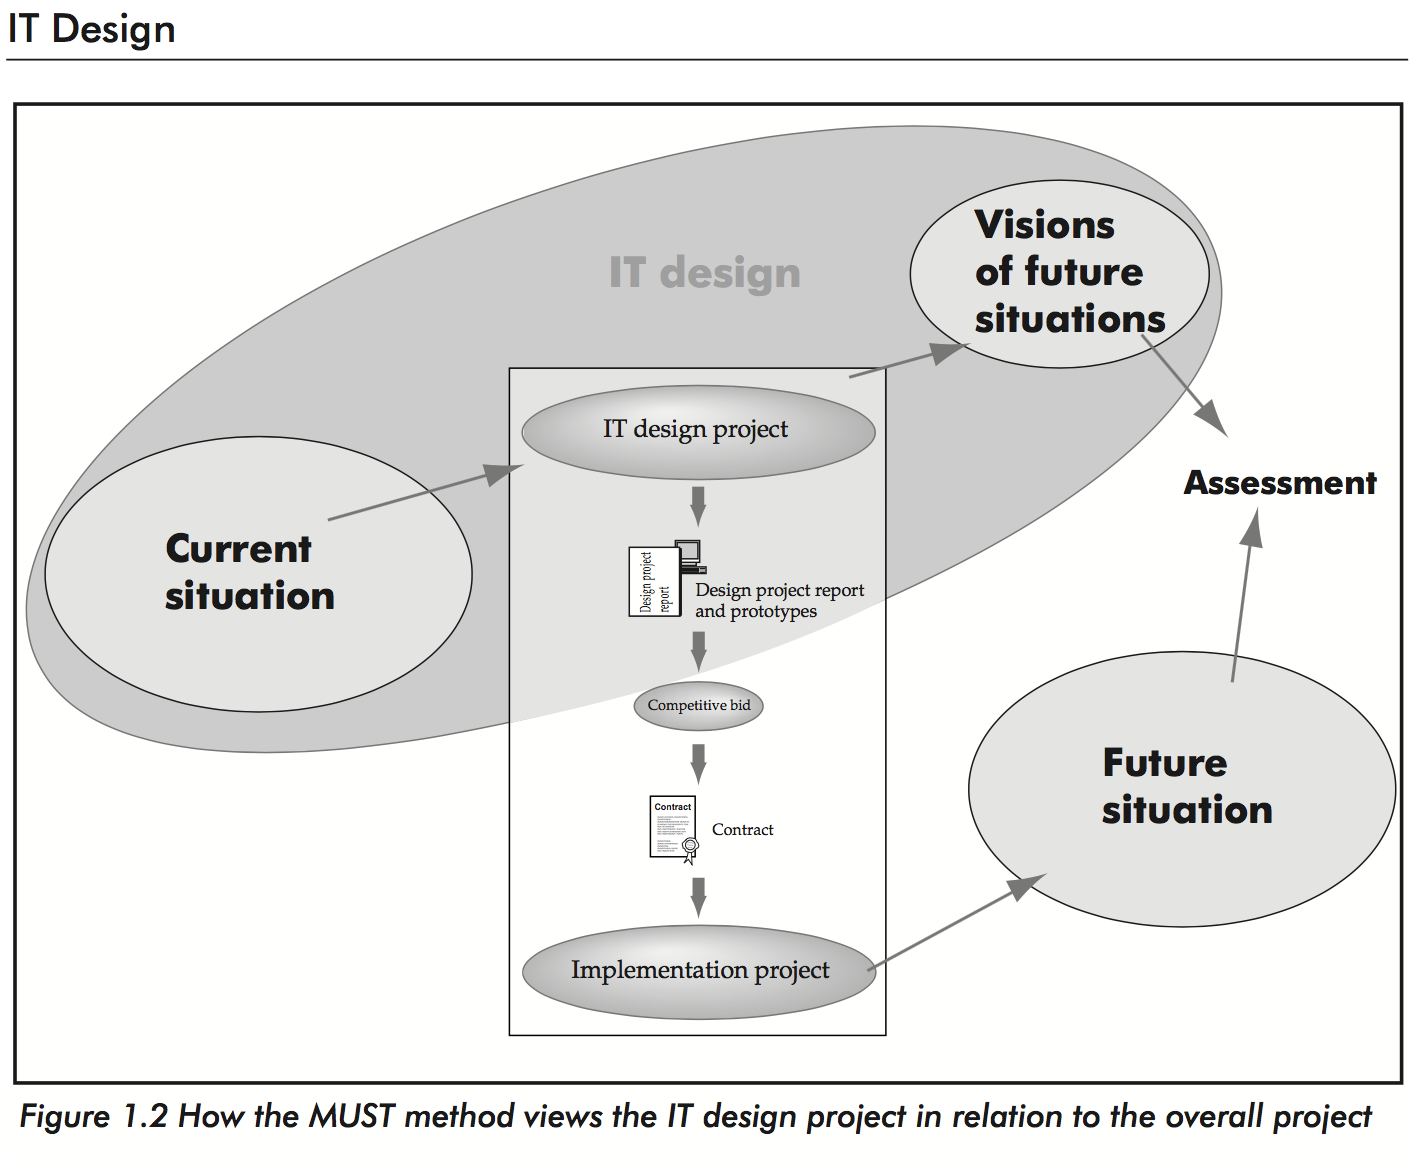 IT Design
IT design
Visions
of future
situations
IT design project
Current
situation
Assessment
Design project
report
Design project report
and prototypes
Competitive bid
Contract
Contract
Future
situation
Implementation project
Figure 1.2 How the MUST method views the IT design project in relation to the overall project